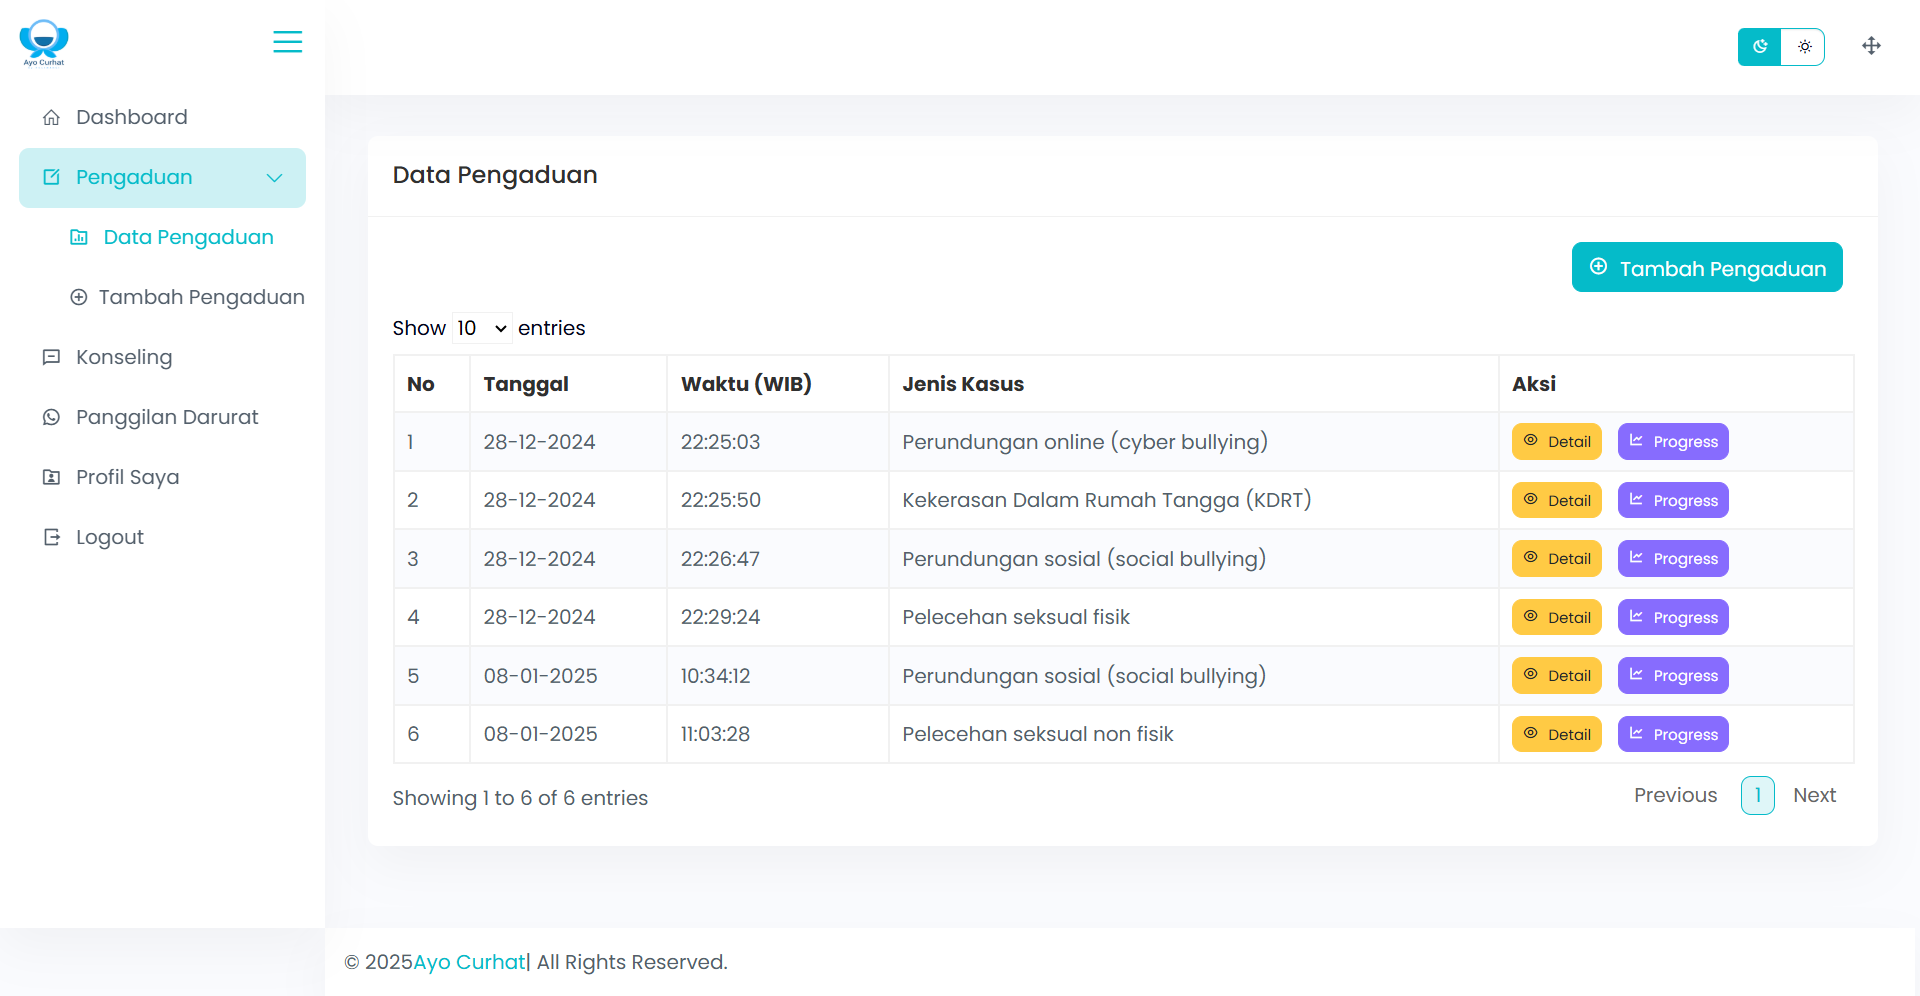 Ayo Curhat
Dashboard
Pengaduan
Data Pengaduan
Tambah Pengaduan
Konseling
Panggilan Darurat
Profil Saya
Logout
Data Pengaduan
Tambah Pengaduan
Show 10 entries
No Tanggal Waktu (WIB) Jenis Kasus Aksi
1 28-12-2024 22:25:03 Perundungan online (cyber bullying) Detail Progress
2 28-12-2024 22:25:50 Kekerasan Dalam Rumah Tangga (KDRT) Detail Progress
3 28-12-2024 22:26:47 Perundungan sosial (social bullying) Detail Progress
4 28-12-2024 22:29:24 Pelecehan seksual fisik Detail Progress
5 08-01-2025 10:34:12 Perundungan sosial (social bullying) Detail Progress
6 08-01-2025 11:03:28 Pelecehan seksual non fisik Detail Progress
Showing 1 to 6 of 6 entries
Previous 1 Next
© 2025Ayo Curhat| All Rights Reserved.